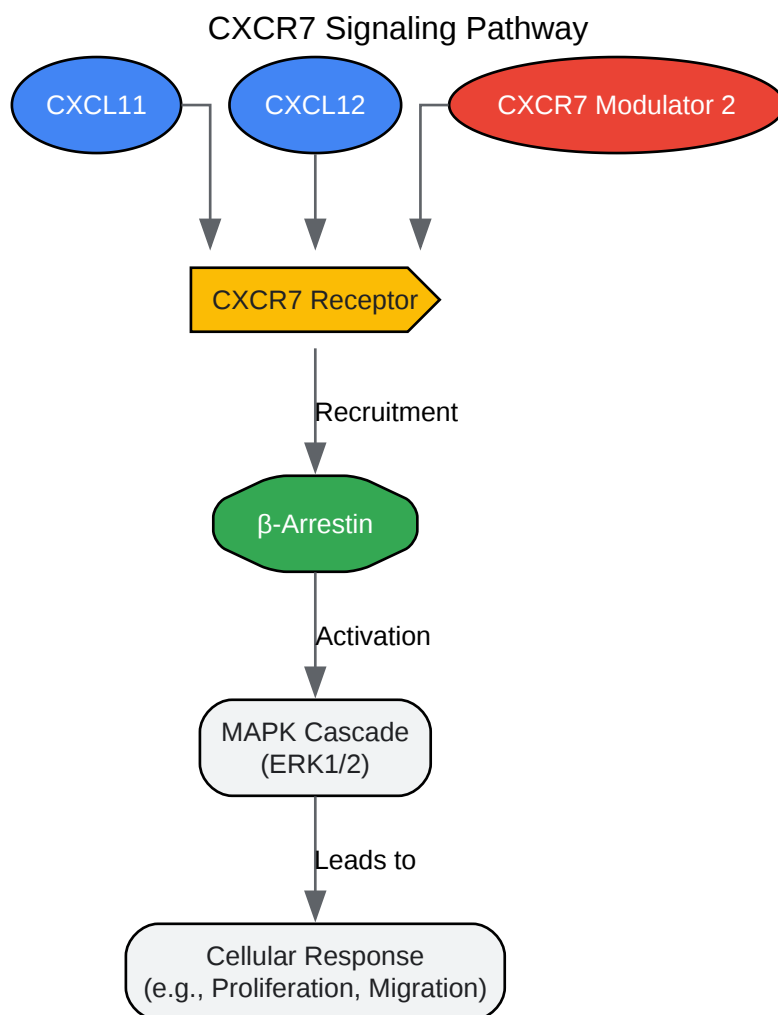 CXCR7 Signaling Pathway
CXCL11
CXCL12
CXCR7 Modulator 2
CXCR7 Receptor
Recruitment
β-Arrestin
Activation
MAPK Cascade
(ERK1/2)
Leads to
Cellular Response
(e.g., Proliferation, Migration)